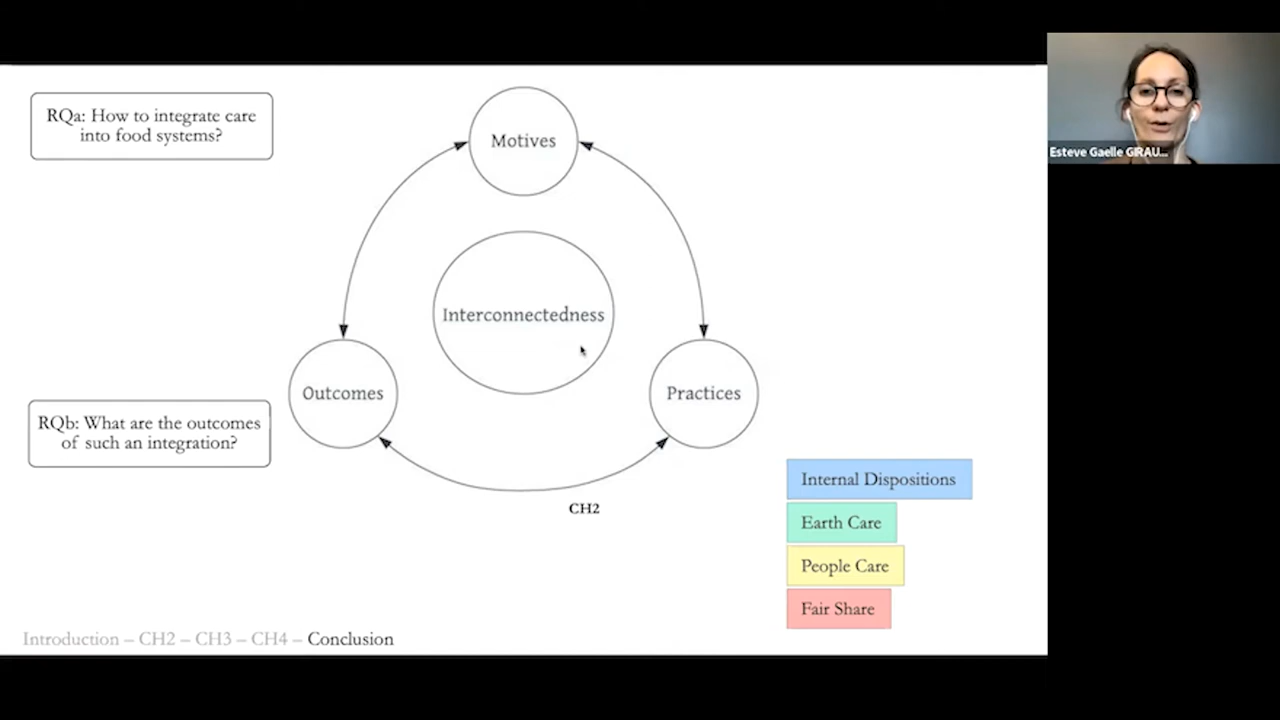 RQa: How to integrate care
into food systems?
Motives
Esteve Gaelle GIRAU...
Interconnectedness
Outcomes
Practices
RQb: What are the outcomes
of such an integration?
CH2
Internal Dispositions
Earth Care
People Care
Fair Share
Introduction – CH2 – CH3 – CH4 – Conclusion